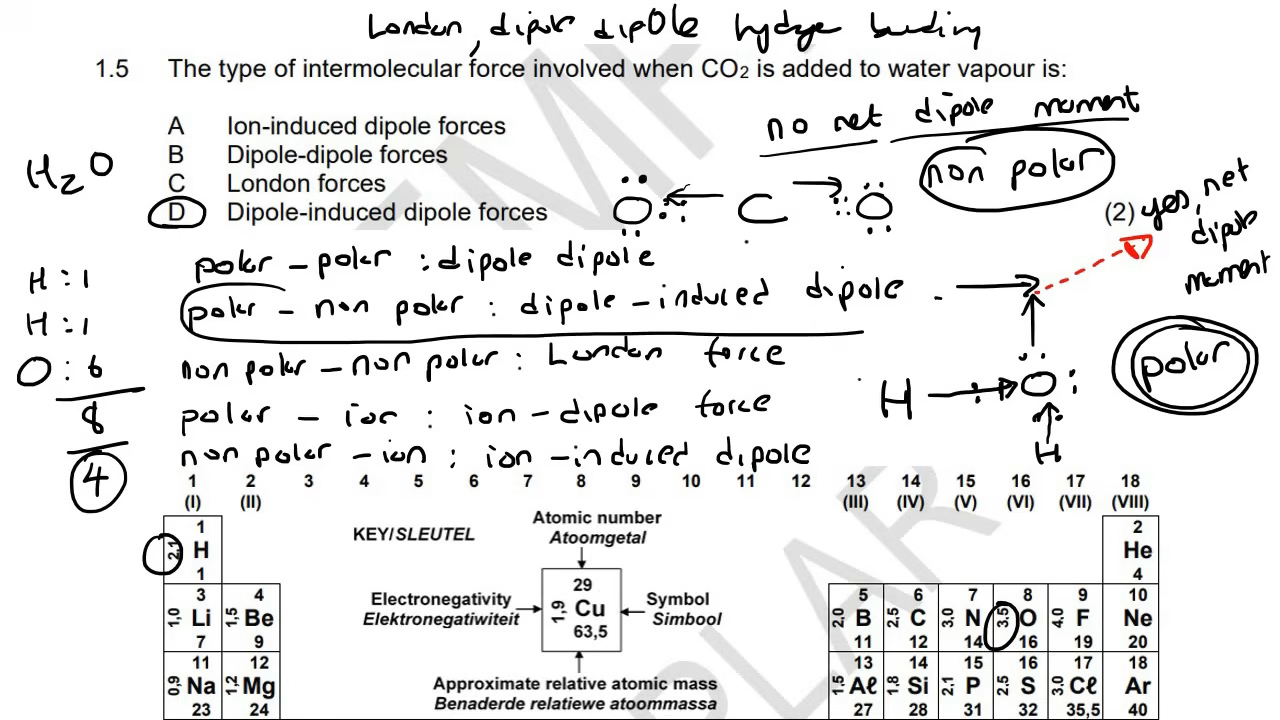 London, dipole dipole hydroge bonding
1.5 The type of intermolecular force involved when CO2 is added to water vapour is:
A Ion-induced dipole forces
B Dipole-dipole forces
C London forces
D Dipole-induced dipole forces
(2)
no net dipole moment
non polar
O C O
yes, net
dipole
moment
H2O
H : 1
H : 1
O : 6
8
4
polar - polar : dipole dipole
polar - non polar : dipole - induced dipole
non polar - non polar : London force
polar - ion : ion - dipole force
non polar - ion : ion - induced dipole
H O
H
polar
1 2 3 4 5 6 7 8 9 10 11 12 13 14 15 16 17 18
(I) (II) (III) (IV) (V) (VI) (VII) (VIII)
KEY/SLEUTEL
Atomic number
Atoomgetal
Electronegativity
Elektronegatiwiteit
29
1,9 Cu
63,5
Symbol
Simbool
Approximate relative atomic mass
Benaderde relatiewe atoommassa
1 2
2,1 H He
1 4
3 4 5 6 7 8 9 10
1,0 Li 1,5 Be 2,0 B 2,5 C 3,0 N 3,5 O 4,0 F Ne
7 9 11 12 14 16 19 20
11 12 13 14 15 16 17 18
0,9 Na 1,2 Mg 1,5 Aℓ 1,8 Si 2,1 P 2,5 S 3,0 Cℓ Ar
23 24 27 28 31 32 35,5 40